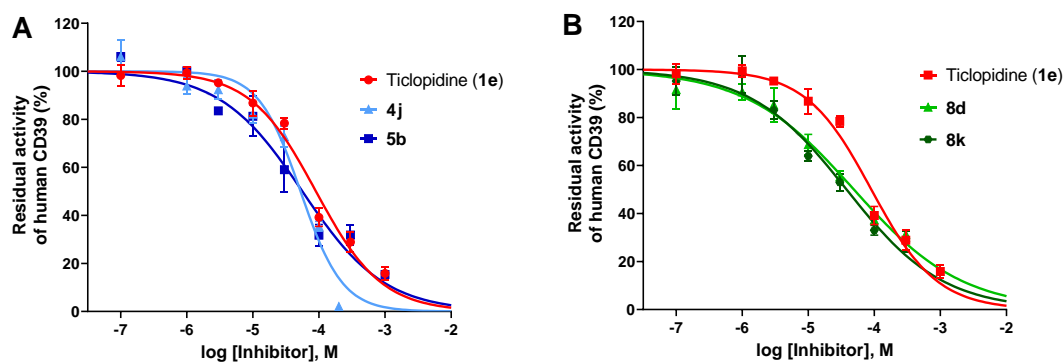 A
Residual activity
of human CD39 (%)
120
100
80
60
40
20
0
-7
-6
-5
-4
-3
-2
log [Inhibitor], M
Ticlopidine (1e)
4j
5b
B
Residual activity
of human CD39 (%)
120
100
80
60
40
20
0
-7
-6
-5
-4
-3
-2
log [Inhibitor], M
Ticlopidine (1e)
8d
8k